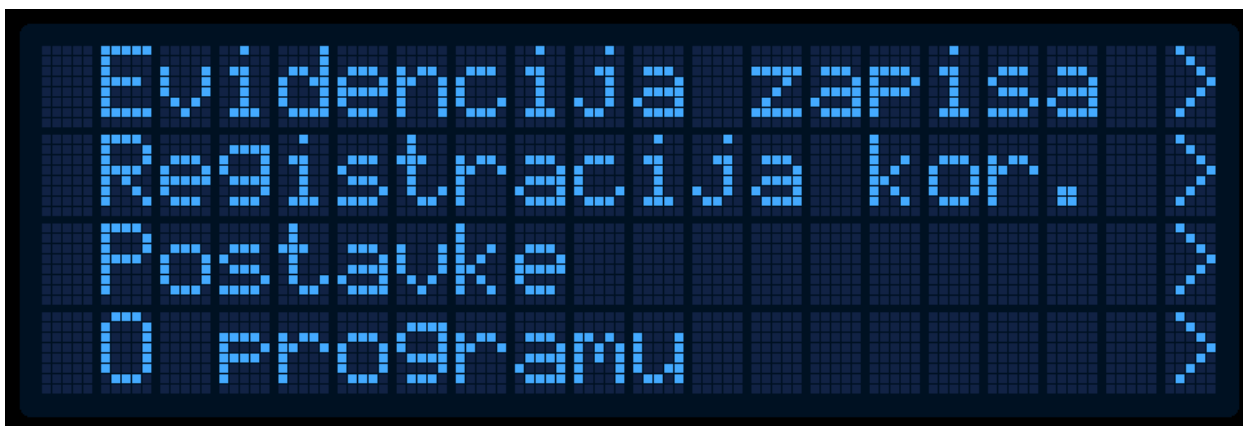 Evidencija zapisa >
Registracija kor. >
Postavke >
O programu >